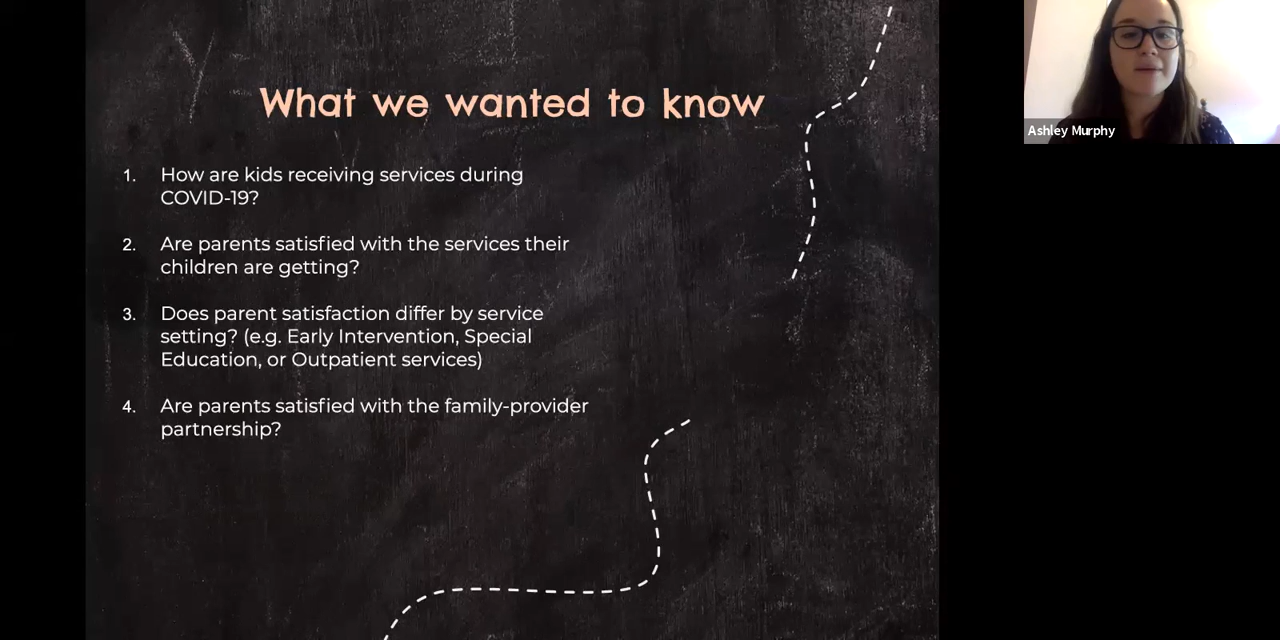 What we wanted to know
1. How are kids receiving services during
COVID-19?
2. Are parents satisfied with the services their
children are getting?
3. Does parent satisfaction differ by service
setting? (e.g. Early Intervention, Special
Education, or Outpatient services)
4. Are parents satisfied with the family-provider
partnership?
Ashley Murphy